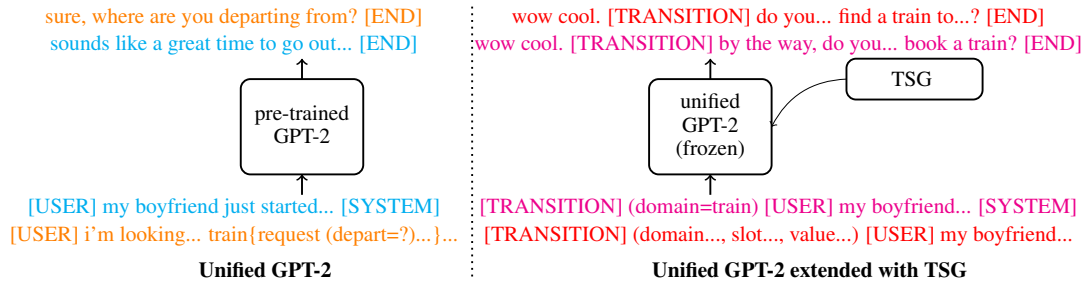 sure, where are you departing from? [END]
sounds like a great time to go out... [END]
pre-trained
GPT-2
[USER] my boyfriend just started... [SYSTEM]
[USER] i'm looking... train{request (depart=?)...}...
Unified GPT-2
wow cool. [TRANSITION] do you... find a train to...? [END]
wow cool. [TRANSITION] by the way, do you... book a train? [END]
TSG
unified
GPT-2
(frozen)
[TRANSITION] (domain=train) [USER] my boyfriend... [SYSTEM]
[TRANSITION] (domain..., slot..., value...) [USER] my boyfriend...
Unified GPT-2 extended with TSG